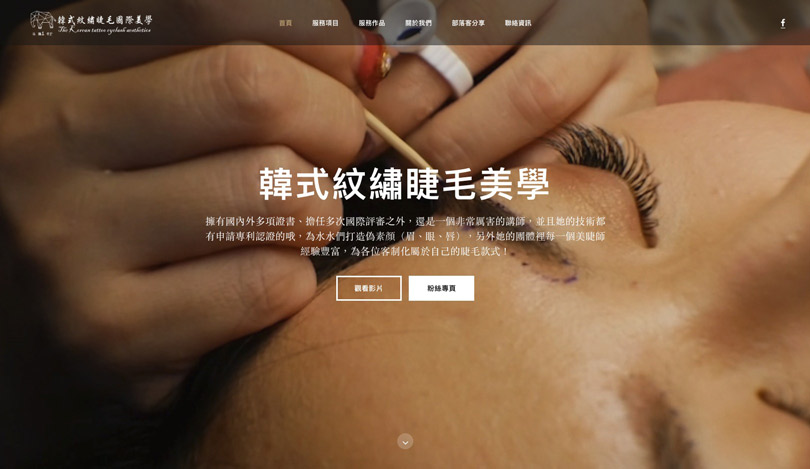 韓式紋繡睫毛國際美學
The Korean tattoo eyelash aesthetics
首頁
服務項目
服務作品
關於我們
部落客分享
聯絡資訊
f
韓式紋繡睫毛美學
擁有國內外多項證書、擔任多次國際評審之外，還是一個非常厲害的講師，並且她的技術都
有申請專利認證的哦，為水水們打造偽素顏（眉、眼、唇），另外她的團體裡每一個美睫師
經驗豐富，為各位客制化屬於自己的睫毛款式！
觀看影片
粉絲專頁